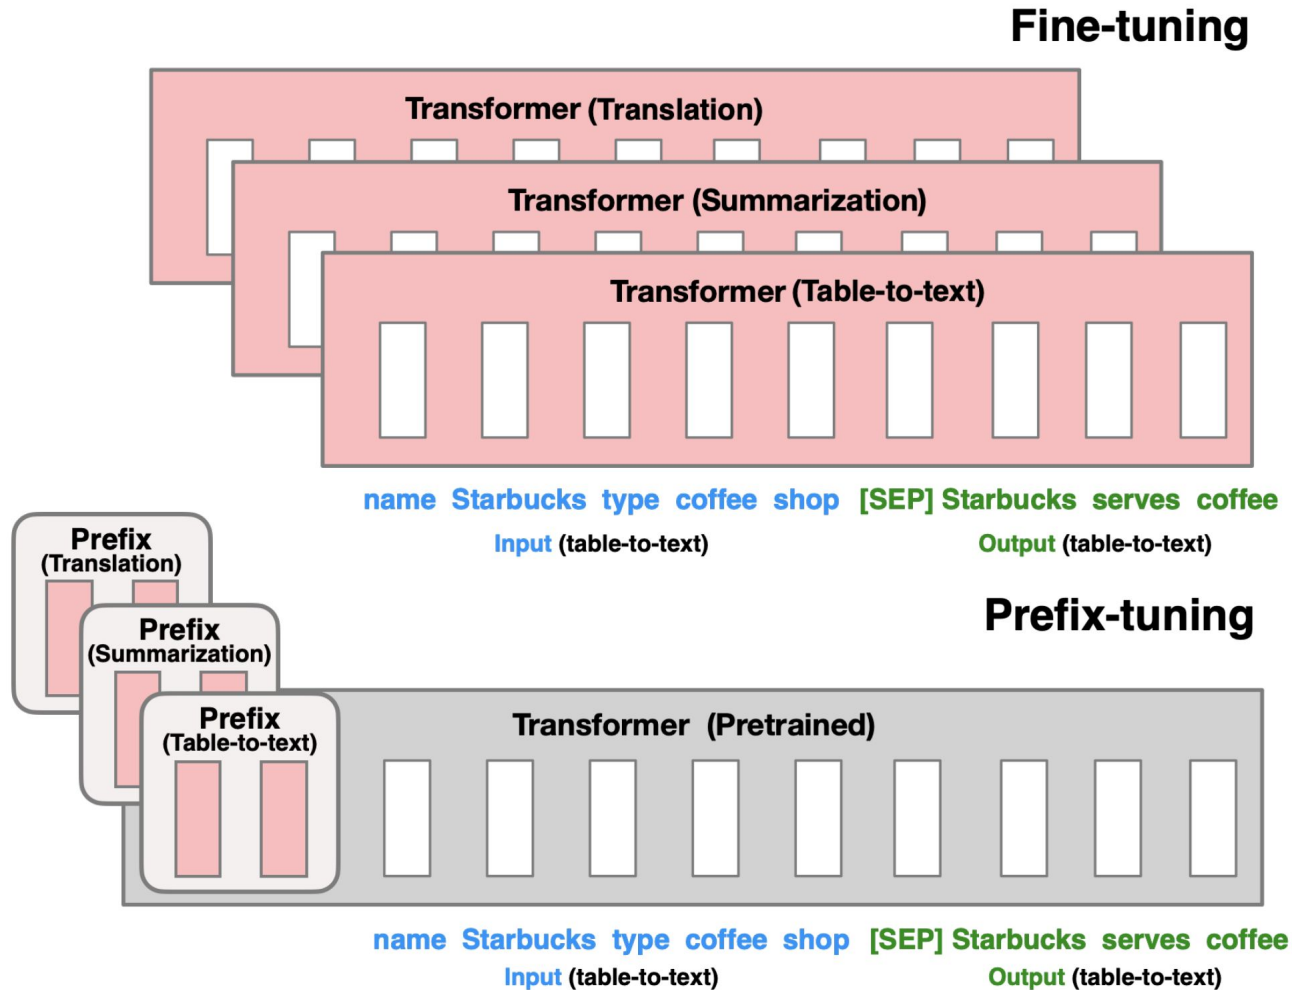 Fine-tuning
Transformer (Translation)
Transformer (Summarization)
Transformer (Table-to-text)
name Starbucks type coffee shop [SEP] Starbucks serves coffee
Input (table-to-text) Output (table-to-text)
Prefix
(Translation)
Prefix-tuning
Prefix
(Summarization)
Prefix
(Table-to-text)
Transformer (Pretrained)
name Starbucks type coffee shop [SEP] Starbucks serves coffee
Input (table-to-text) Output (table-to-text)